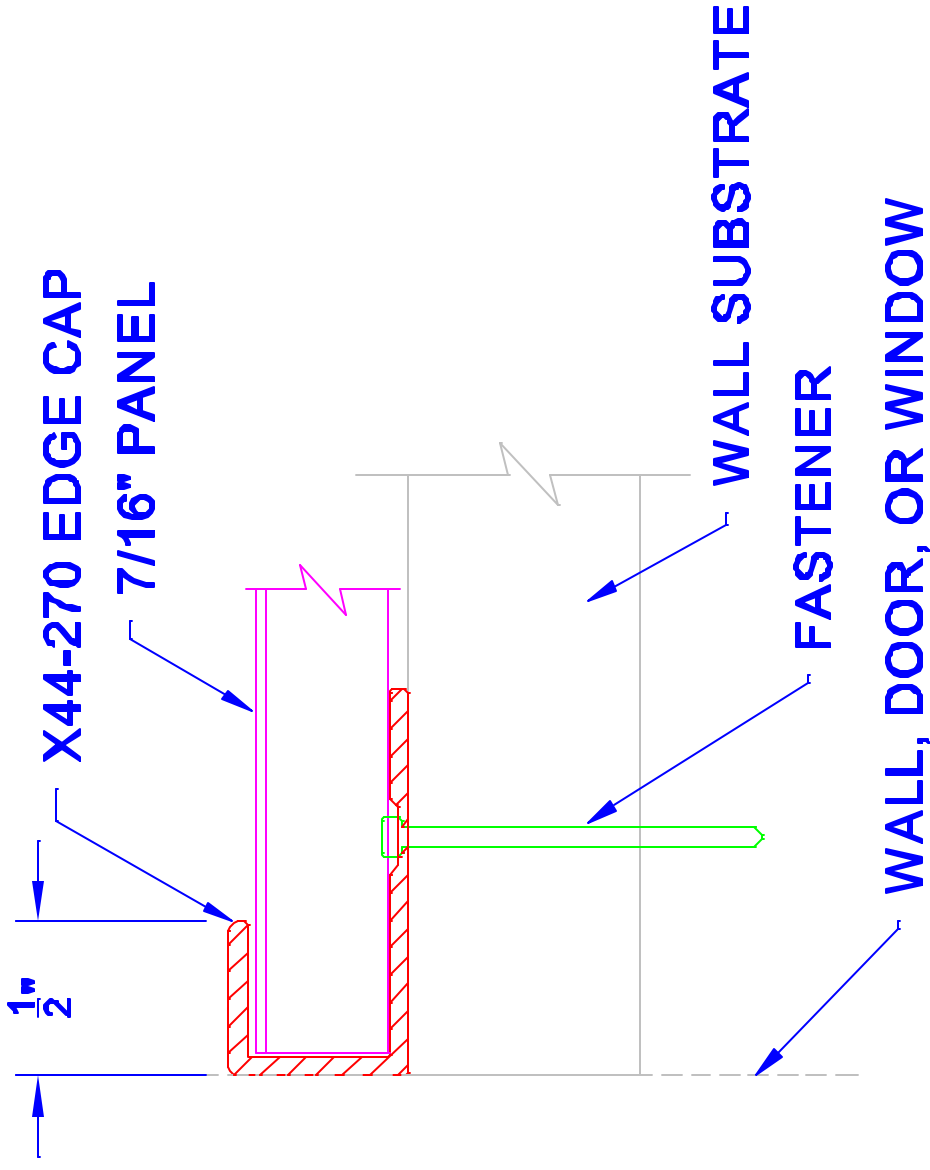 X44-270 EDGE CAP
7/16" PANEL
1"
2
WALL SUBSTRATE
FASTENER
WALL, DOOR, OR WINDOW